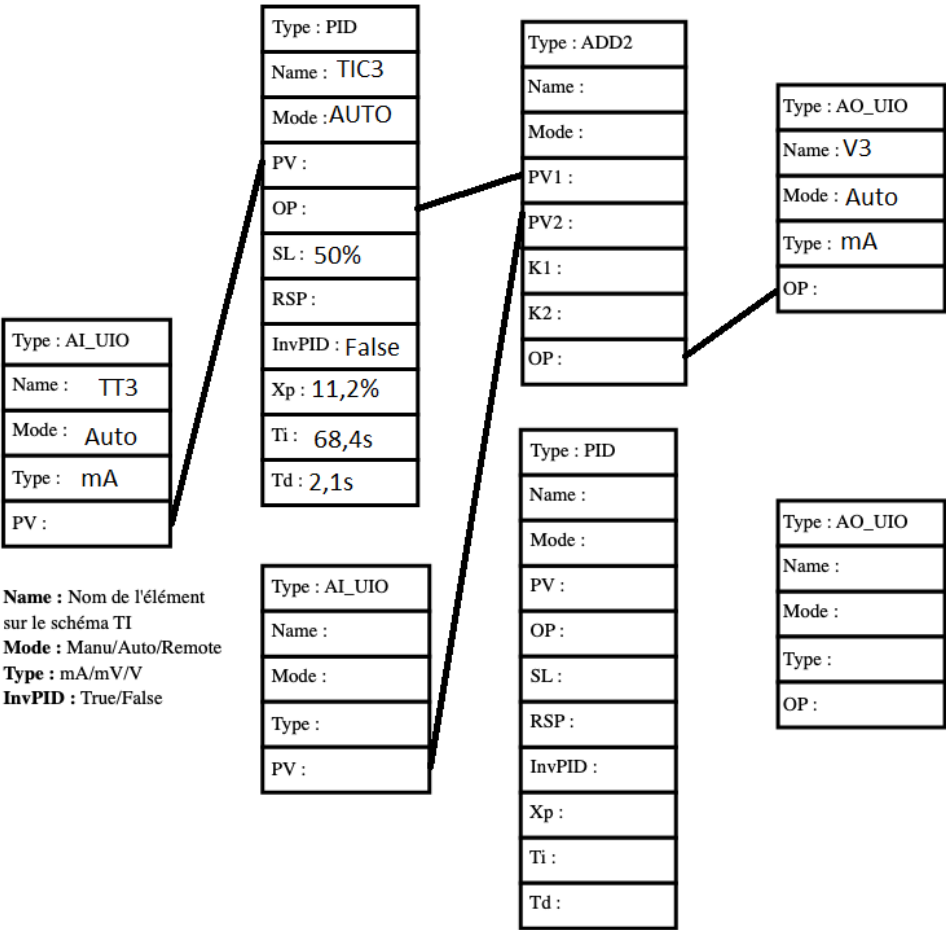 Type : PID
Name : TIC3
Mode : AUTO
PV :
OP :
SL : 50%
RSP :
InvPID : False
Xp : 11,2%
Ti : 68,4s
Td : 2,1s
Type : ADD2
Name :
Mode :
PV1 :
PV2 :
K1 :
K2 :
OP :
Type : AO_UIO
Name : V3
Mode : Auto
Type : mA
OP :
Type : AI_UIO
Name : TT3
Mode : Auto
Type : mA
PV :
Name : Nom de l'élément
sur le schéma TI
Mode : Manu/Auto/Remote
Type : mA/mV/V
InvPID : True/False
Type : AI_UIO
Name :
Mode :
Type :
PV :
Type : PID
Name :
Mode :
PV :
OP :
SL :
RSP :
InvPID :
Xp :
Ti :
Td :
Type : AO_UIO
Name :
Mode :
Type :
OP :